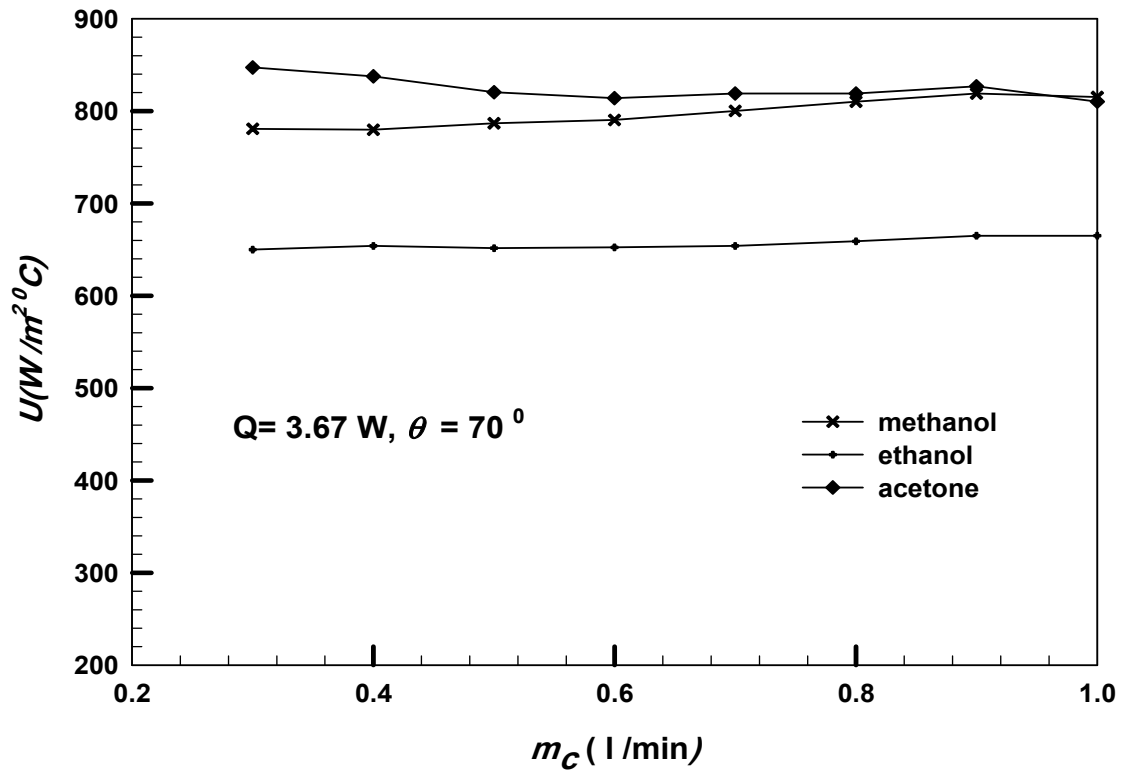 900
800
700
600
500
400
300
200
U(W/m² ⁰C)
Q= 3.67 W, θ = 70 ⁰
methanol
ethanol
acetone
0.2 0.4 0.6 0.8 1.0
m_C ( l /min)